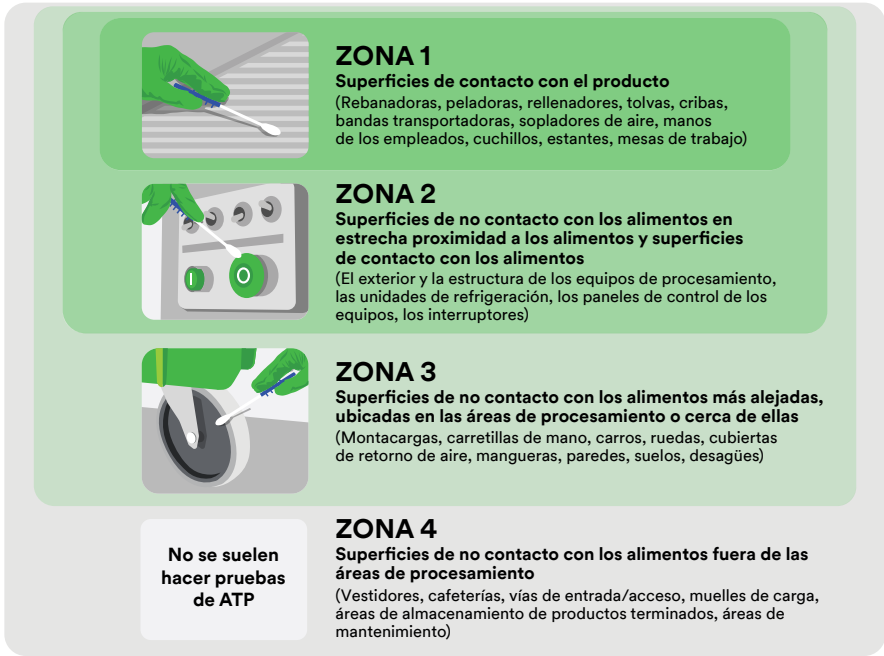 ZONA 1
Superficies de contacto con el producto
(Rebanadoras, peladoras, rellenadores, tolvas, cribas,
bandas transportadoras, sopladores de aire, manos
de los empleados, cuchillos, estantes, mesas de trabajo)
ZONA 2
Superficies de no contacto con los alimentos en
estrecha proximidad a los alimentos y superficies
de contacto con los alimentos
(El exterior y la estructura de los equipos de procesamiento,
las unidades de refrigeración, los paneles de control de los
equipos, los interruptores)
ZONA 3
Superficies de no contacto con los alimentos más alejadas,
ubicadas en las áreas de procesamiento o cerca de ellas
(Montacargas, carretillas de mano, carros, ruedas, cubiertas
de retorno de aire, mangueras, paredes, suelos, desagües)
No se suelen
hacer pruebas
de ATP
ZONA 4
Superficies de no contacto con los alimentos fuera de las
áreas de procesamiento
(Vestidores, cafeterías, vías de entrada/acceso, muelles de carga,
áreas de almacenamiento de productos terminados, áreas de
mantenimiento)